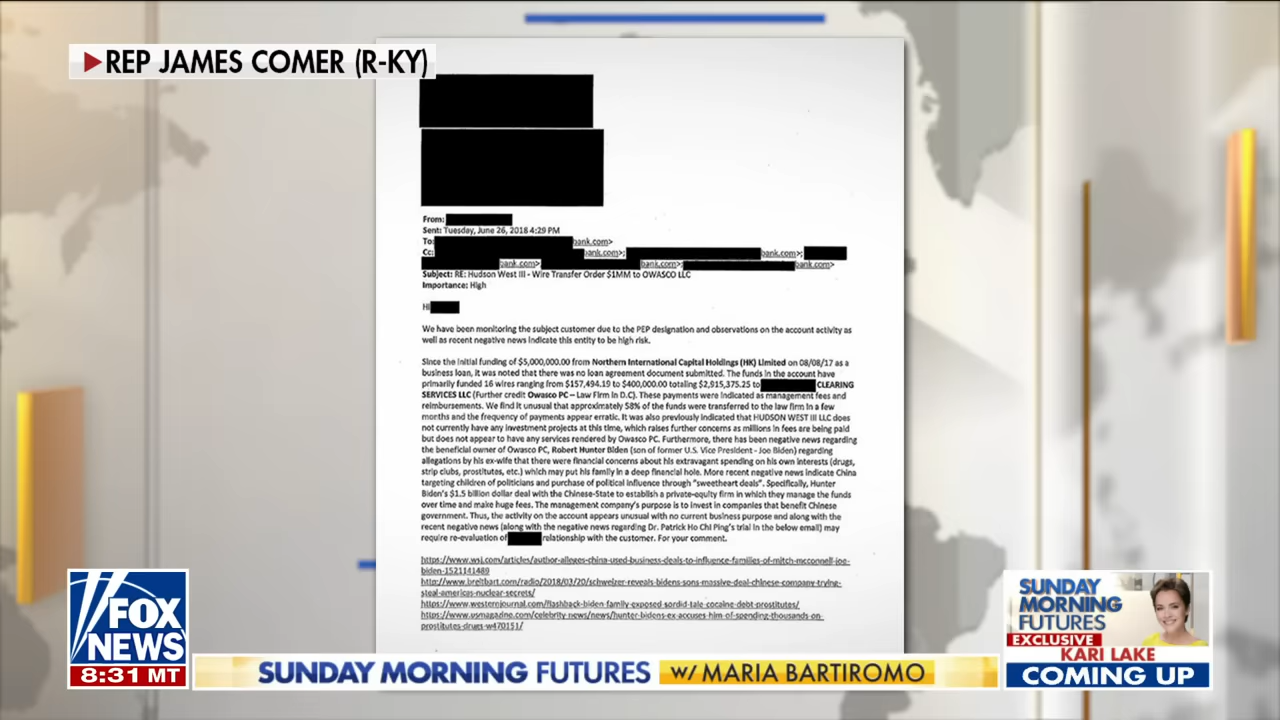 REP JAMES COMER (R-KY)
From:
Sent: Tuesday, June 26, 2018 4:29 PM
To: bank.com>
Cc: bank.com>; bank.com>;
bank.com> bank.com>; bank.com>
Subject: RE: Hudson West III - Wire Transfer Order $1MM to OWASCO LLC
Importance: High
Hi
We have been monitoring the subject customer due to the PEP designation and observations on the account activity as
well as recent negative news indicate this entity to be high risk.
Since the initial funding of $5,000,000.00 from Northern International Capital Holdings (HK) Limited on 08/08/17 as a
business loan, it was noted that there was no loan agreement document submitted. The funds in the account have
primarily funded 16 wires ranging from $157,494.19 to $400,000.00 totaling $2,915,375.25 to CLEARING
SERVICES LLC (Further credit Owasco PC – Law Firm in D.C). These payments were indicated as management fees and
reimbursements. We find it unusual that approximately 58% of the funds were transferred to the law firm in a few
months and the frequency of payments appear erratic. It was also previously indicated that HUDSON WEST III LLC does
not currently have any investment projects at this time, which raises further concerns as millions in fees are being paid
but does not appear to have any services rendered by Owasco PC. Furthermore, there has been negative news regarding
the beneficial owner of Owasco PC, Robert Hunter Biden (son of former U.S. Vice President - Joe Biden) regarding
allegations by his ex-wife that there were financial concerns about his extravagant spending on his own interests (drugs,
strip clubs, prostitutes, etc.) which may put his family in a deep financial hole. More recent negative news indicate China
targeting children of politicians and purchase of political influence through "sweetheart deals". Specifically, Hunter
Biden's $1.5 billion dollar deal with the Chinese-State to establish a private-equity firm in which they manage the funds
over time and make huge fees. The management company's purpose is to invest in companies that benefit Chinese
government. Thus, the activity on the account appears unusual with no current business purpose and along with the
recent negative news (along with the negative news regarding Dr. Patrick Ho Chi Ping's trial in the below email) may
require re-evaluation of relationship with the customer. For your comment.
https://www.wsj.com/articles/author-alleges-china-used-business-deals-to-influence-families-of-mitch-mcconnell-joe-
biden-1521141489
http://www.breitbart.com/radio/2018/03/20/schweizer-reveals-bidens-sons-massive-deal-chinese-company-trying-
steal-americas-nuclear-secrets/
https://www.westernjournal.com/flashback-biden-family-exposed-sordid-tale-cocaine-debt-prostitutes/
https://www.usmagazine.com/celebrity-news/news/hunter-bidens-ex-accuses-him-of-spending-thousands-on-
prostitutes-drugs-w470151/
FOX
NEWS
8:31 MT
SUNDAY MORNING FUTURES w/ MARIA BARTIROMO
SUNDAY
MORNING
FUTURES
EXCLUSIVE
KARI LAKE
COMING UP